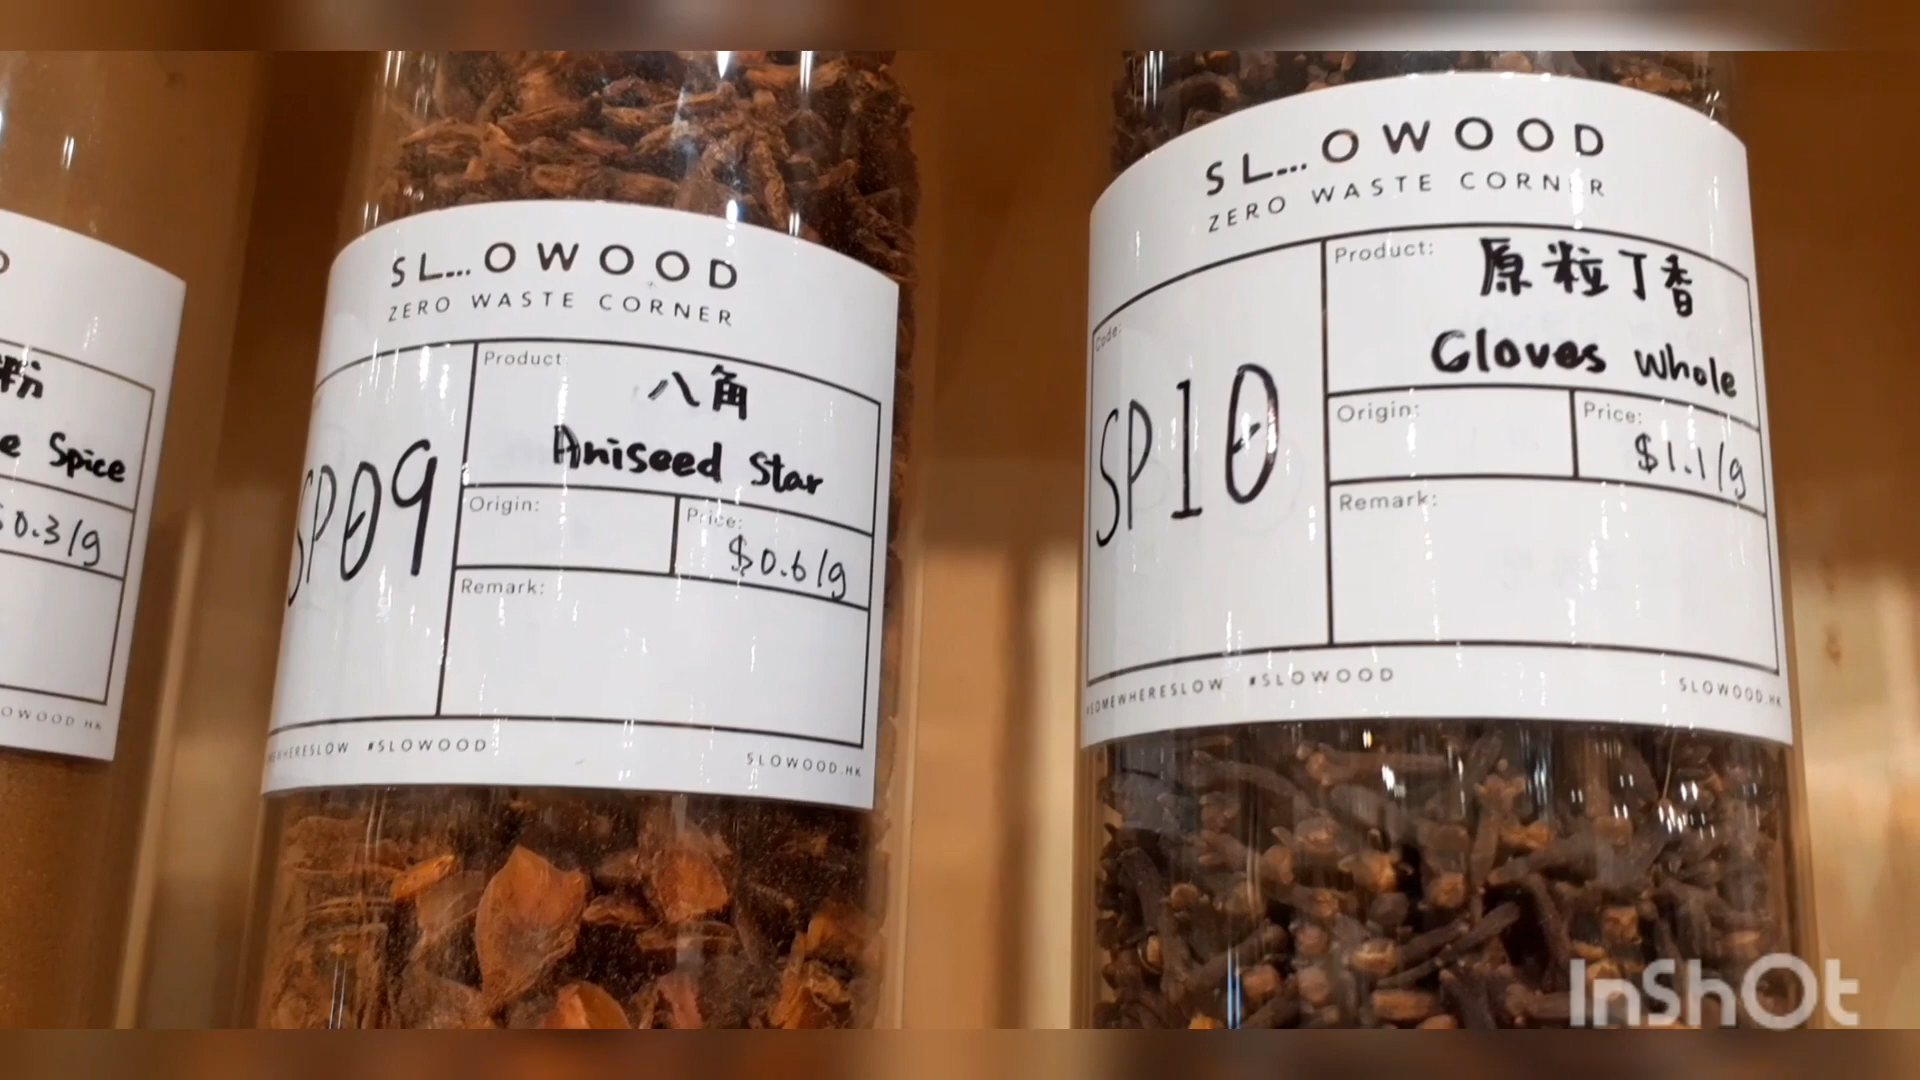 粉
Spice
0.3/g
OWOOD.HK
SL...OWOOD
ZERO WASTE CORNER
SP09
Product:
八角
Aniseed Star
Origin:
Price:
$0.6/g
Remark:
#SLOWOOD
SLOWOOD.HK
SL...OWOOD
ZERO WASTE CORNER
Code:
SP10
Product:
原粒丁香
Cloves Whole
Origin:
Price:
$1.1/g
Remark:
#SOMEWHERESLOW #SLOWOOD
SLOWOOD.HK
InShOt